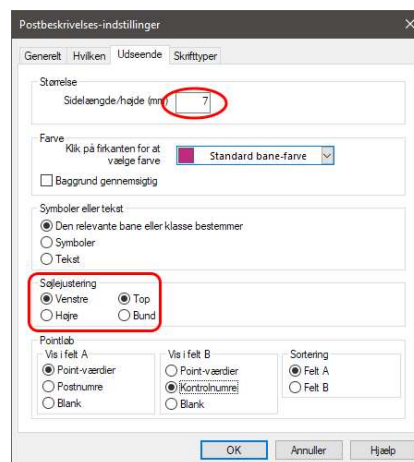 Postbeskrivelses-indstillinger
Generelt Hvilken Udseende Skrifttyper
Størrelse
Sidelængde/højde (mm) 7
Farve
Klik på firkanten for at
vælge farve
Standard bane-farve
Baggrund gennemsigtig
Symboler eller tekst
Den relevante bane eller klasse bestemmer
Symboler
Tekst
Søjlejustering
Venstre Top
Højre Bund
Pointløb
Vis i felt A Vis i felt B Sortering
Point-værdier Point-værdier Felt A
Postnumre Kontrolnumre Felt B
Blank Blank
OK Annuller Hjælp